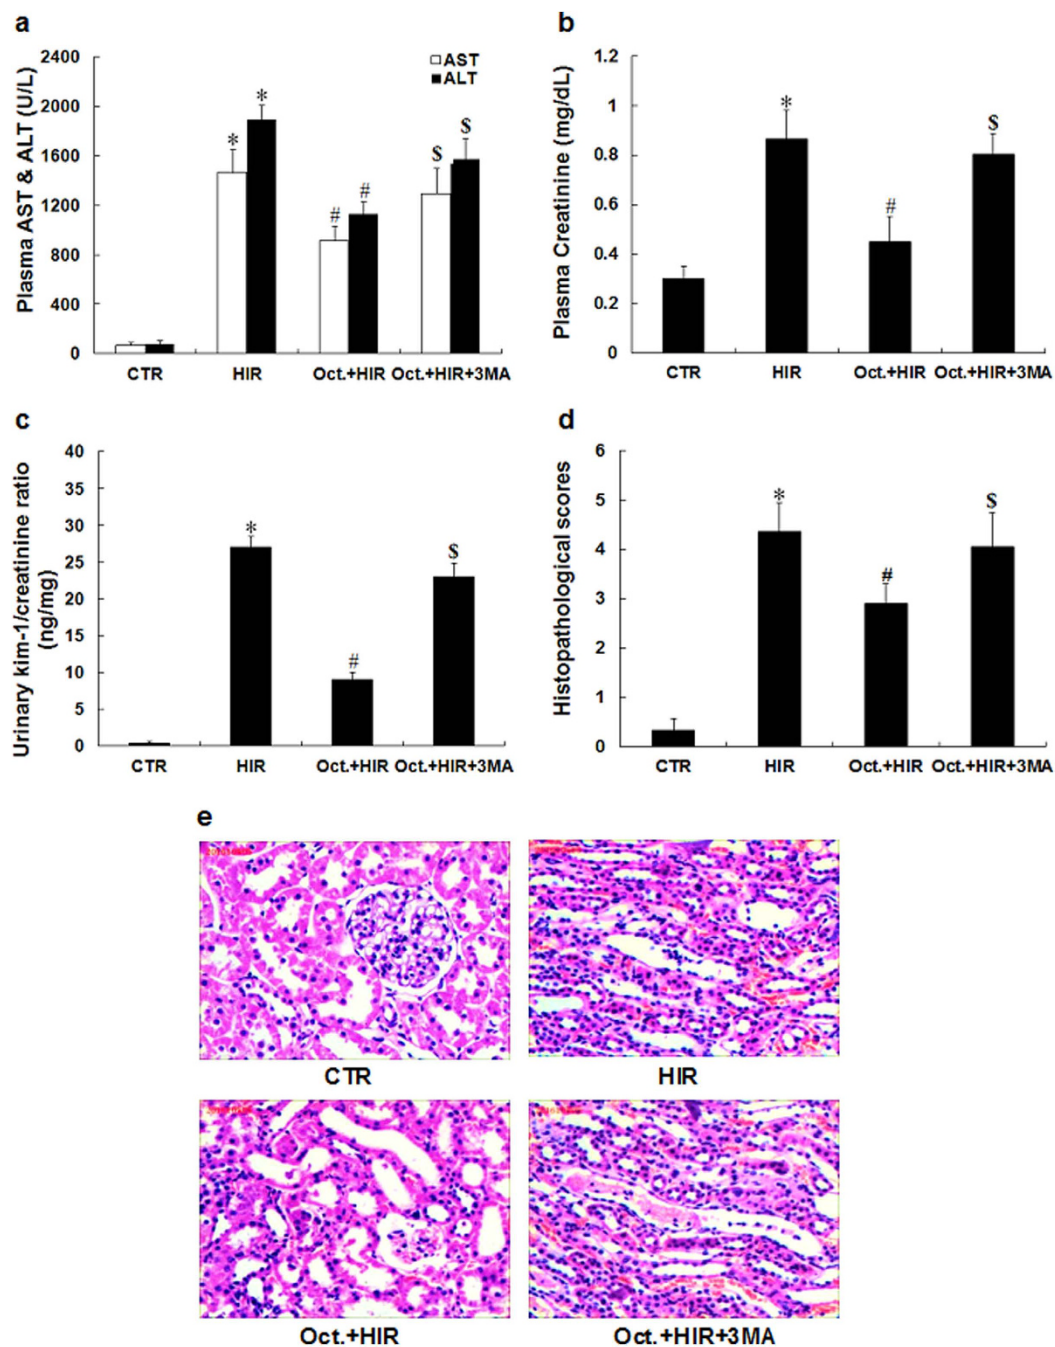 a
Plasma AST & ALT (U/L)
2400
2000
1600
1200
800
400
0
AST
ALT
*
*
#
#
$
$
CTR
HIR
Oct.+HIR
Oct.+HIR+3MA
b
Plasma Creatinine (mg/dL)
1.2
1
0.8
0.6
0.4
0.2
0
*
#
$
CTR
HIR
Oct.+HIR
Oct.+HIR+3MA
c
Urinary kim-1/creatinine ratio
(ng/mg)
40
35
30
25
20
15
10
5
0
*
#
$
CTR
HIR
Oct.+HIR
Oct.+HIR+3MA
d
Histopathological scores
6
5
4
3
2
1
0
*
#
$
CTR
HIR
Oct.+HIR
Oct.+HIR+3MA
e
CTR
HIR
Oct.+HIR
Oct.+HIR+3MA